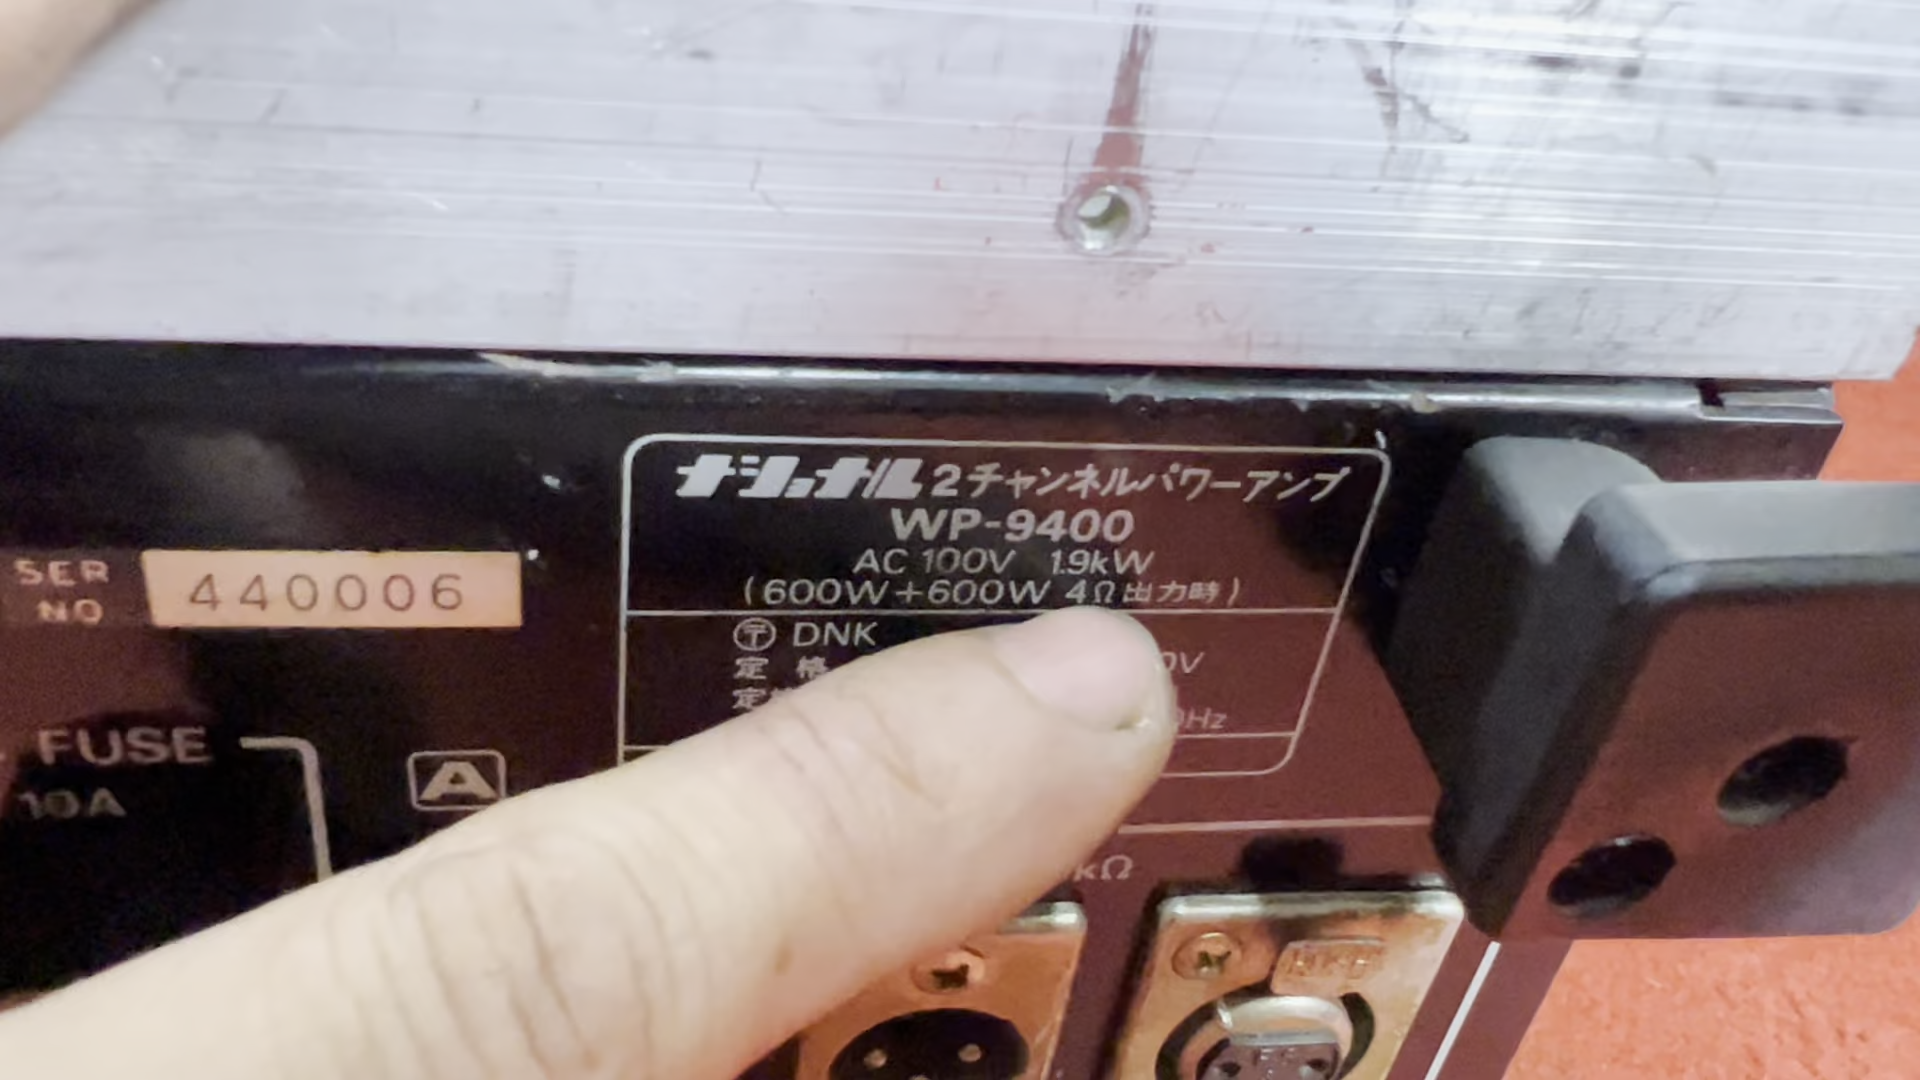 ナショナル 2チャンネルパワーアンプ
WP-9400
AC 100V 1.9kW
(600W+600W 4Ω出力時)
〒 DNK
定 格
0V
定
Hz
SER NO 440006
FUSE
10A
A
kΩ